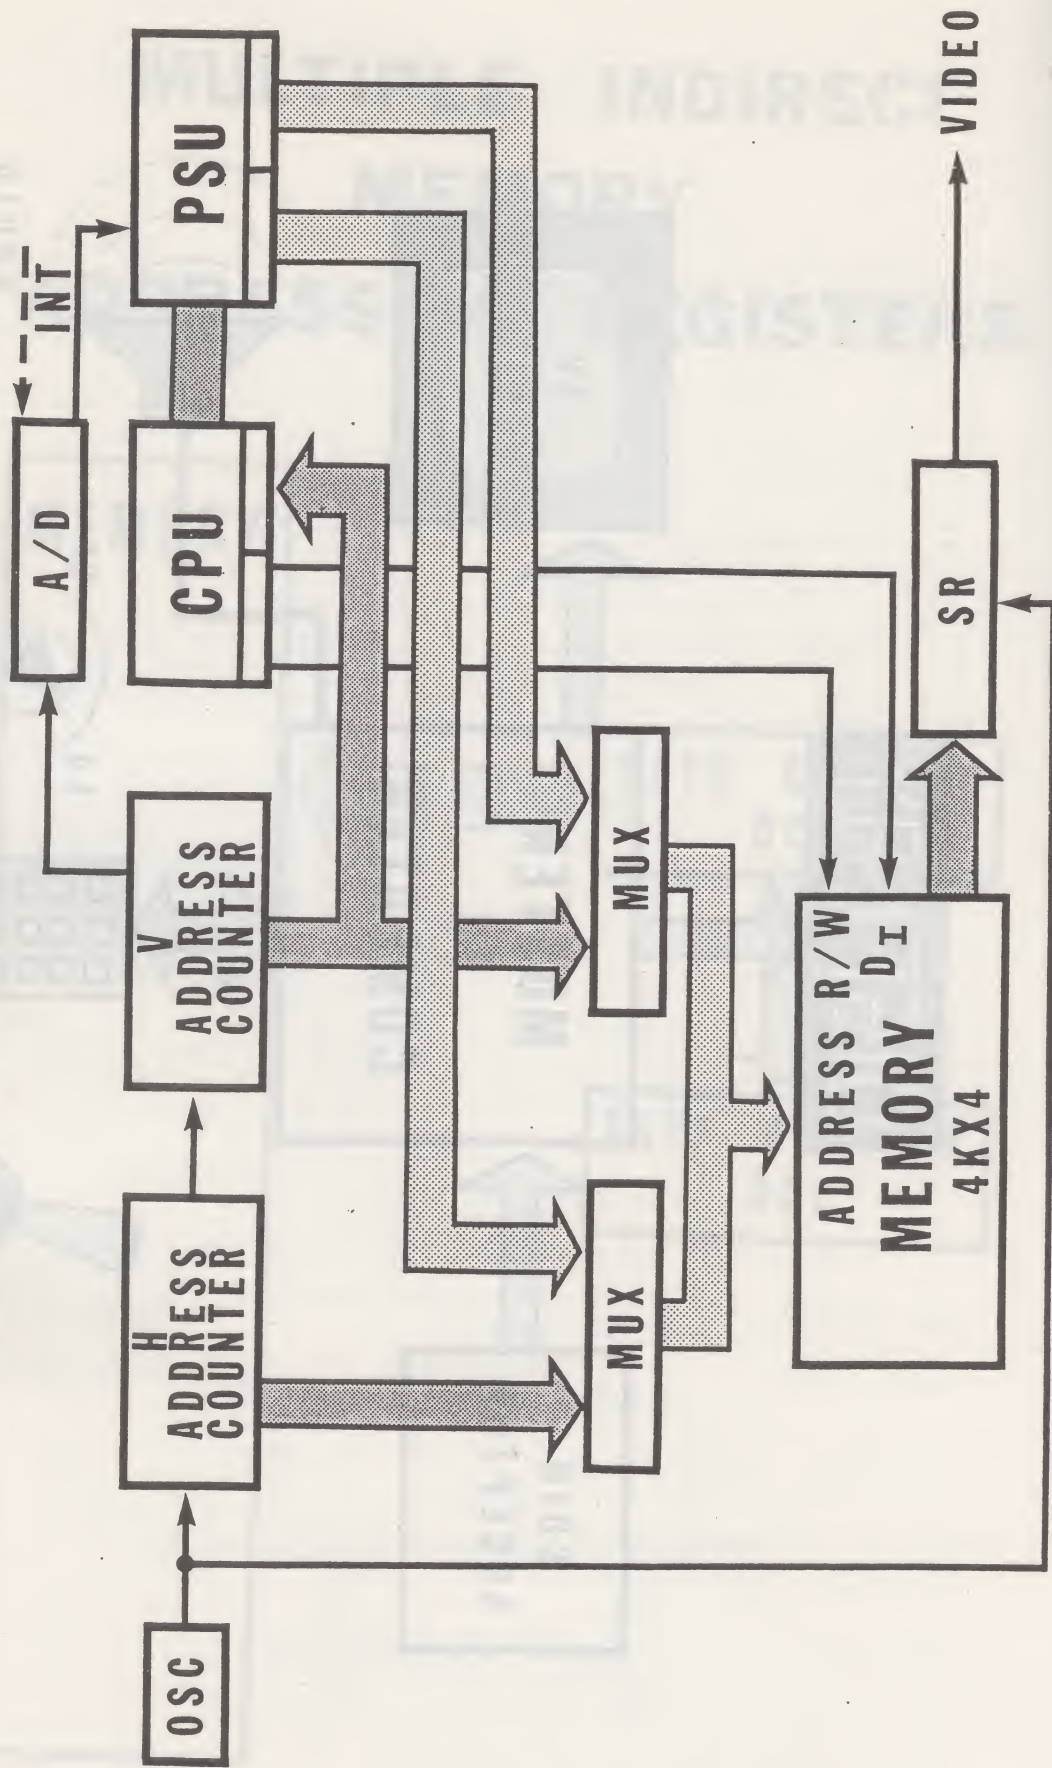 OSC
H
ADDRESS
COUNTER
V
ADDRESS
COUNTER
A/D
INT
CPU
PSU
MUX
MUX
ADDRESS R/W
D I
MEMORY
4KX4
SR
VIDEO